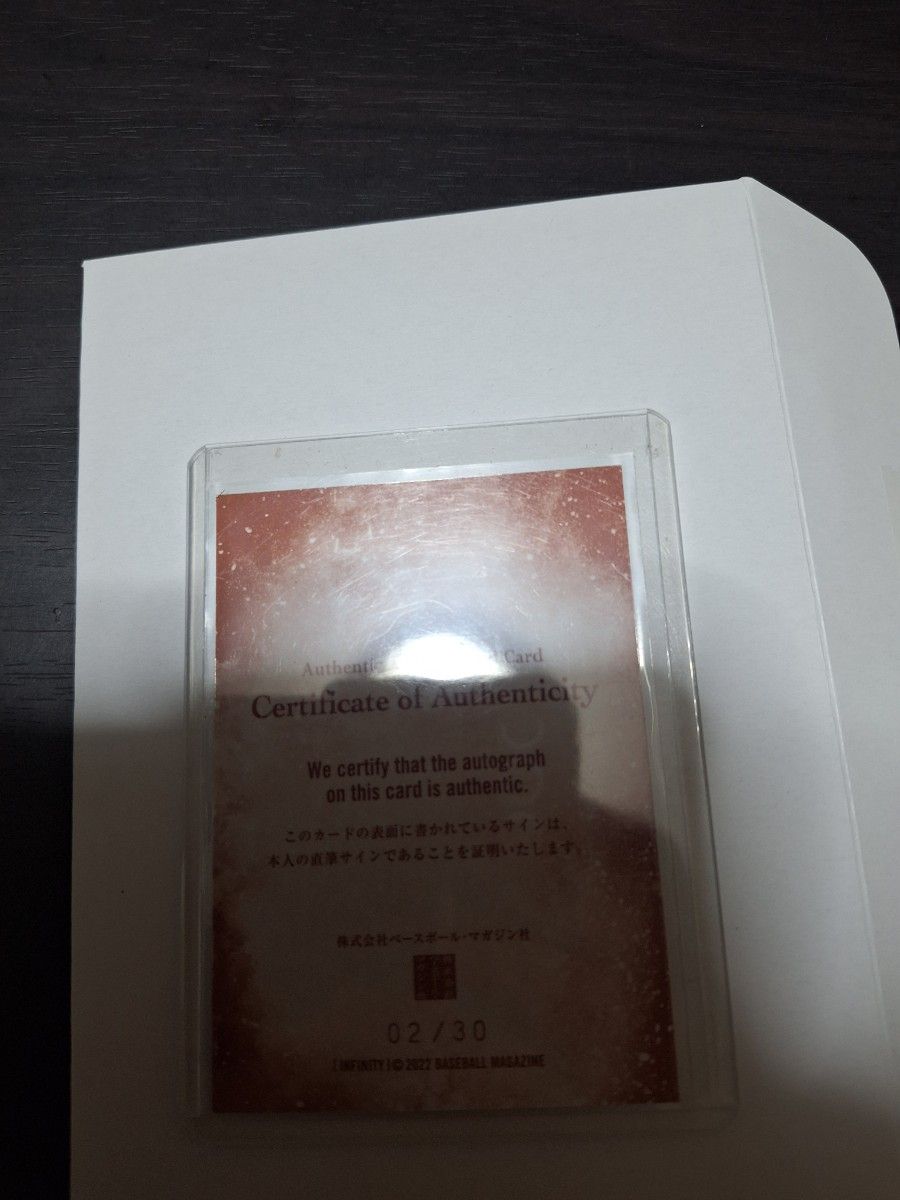 Authentic Card
Certificate of Authenticity
We certify that the autograph
on this card is authentic.
このカードの表面に書かれているサインは、
本人の直筆サインであることを証明いたします。
株式会社ベースボール・マガジン社
02/30
[INFINITY]©2022 BASEBALL MAGAZINE